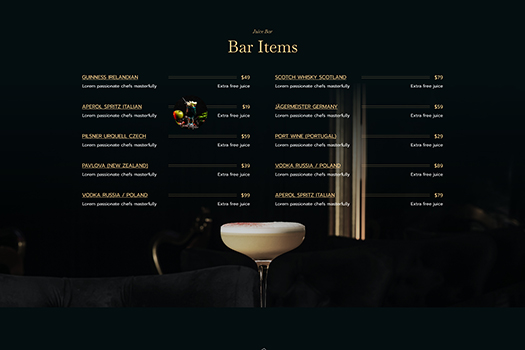 Juice Bar
Bar Items
GUINNESS IRELANDIAN $49
Lorem passionate chefs masterfully Extra free juice
APEROL SPRITZ ITALIAN $19
Lorem passionate chefs masterfully Extra free juice
PILSNER URQUELL CZECH $59
Lorem passionate chefs masterfully Extra free juice
PAVLOVA (NEW ZEALAND) $39
Lorem passionate chefs masterfully Extra free juice
VODKA RUSSIA / POLAND $99
Lorem passionate chefs masterfully Extra free juice
SCOTCH WHISKY SCOTLAND $79
Lorem passionate chefs masterfully Extra free juice
JÄGERMEISTER GERMANY $59
Lorem passionate chefs masterfully Extra free juice
PORT WINE (PORTUGAL) $29
Lorem passionate chefs masterfully Extra free juice
VODKA RUSSIA / POLAND $89
Lorem passionate chefs masterfully Extra free juice
APEROL SPRITZ ITALIAN $79
Lorem passionate chefs masterfully Extra free juice